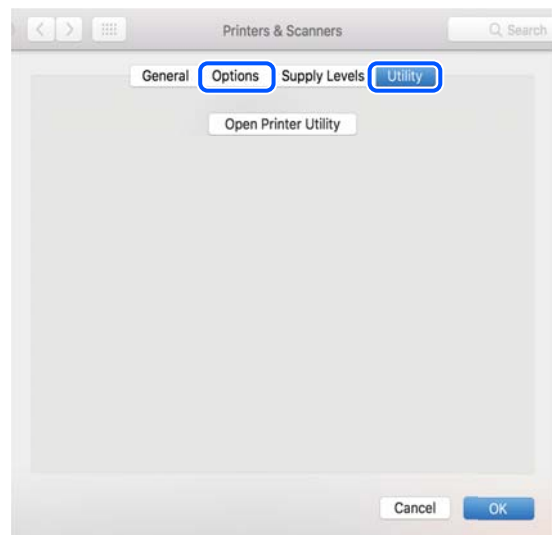 Printers & Scanners Search
General Options Supply Levels Utility
Open Printer Utility
Cancel OK